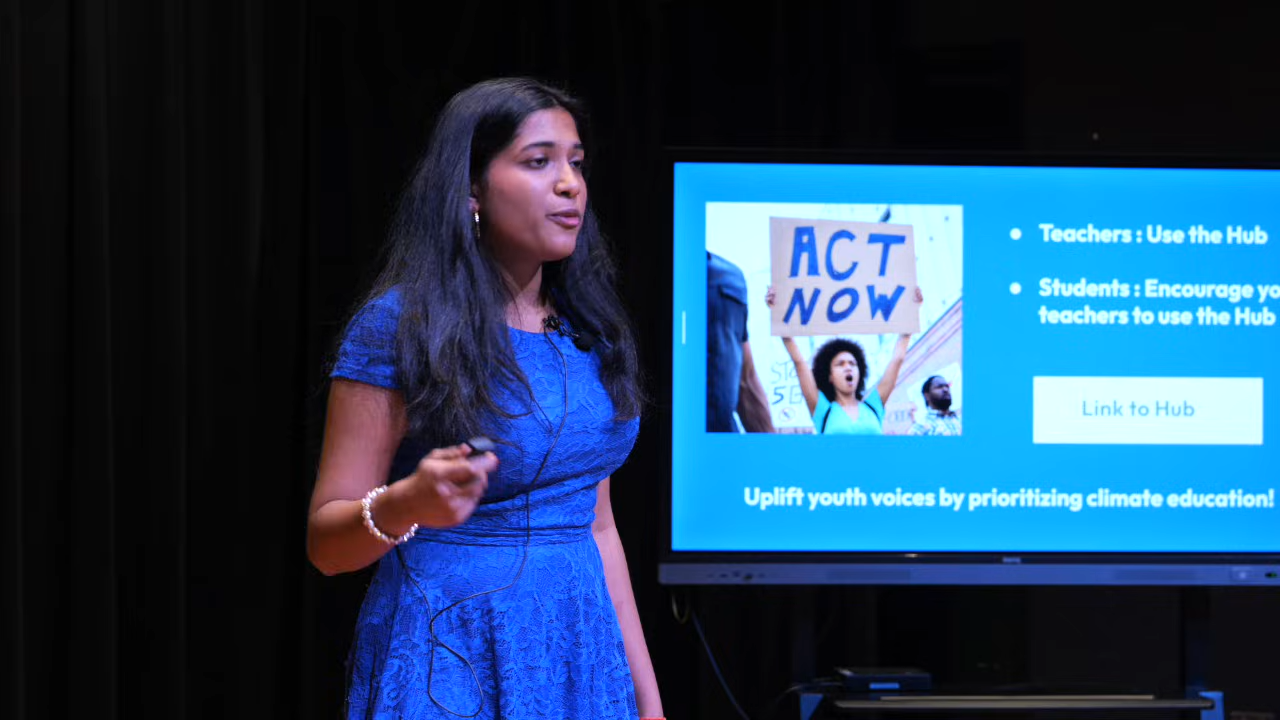 ACT
NOW
● Teachers : Use the Hub
● Students : Encourage yo
teachers to use the Hub
Link to Hub
Uplift youth voices by prioritizing climate education!